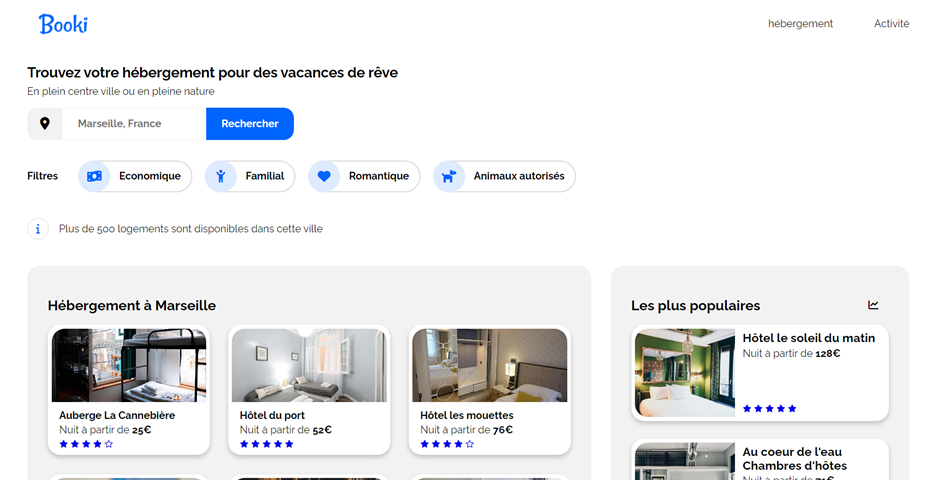 Booki
hébergement
Activité
Trouvez votre hébergement pour des vacances de rêve
En plein centre ville ou en pleine nature
Marseille, France
Rechercher
Filtres
Economique
Familial
Romantique
Animaux autorisés
Plus de 500 logements sont disponibles dans cette ville
Hébergement à Marseille
Auberge La Cannebière
Nuit à partir de 25€
Hôtel du port
Nuit à partir de 52€
Hôtel les mouettes
Nuit à partir de 76€
Les plus populaires
Hôtel le soleil du matin
Nuit à partir de 128€
Au coeur de l'eau
Chambres d'hôtes
Nuit à partir de 71€